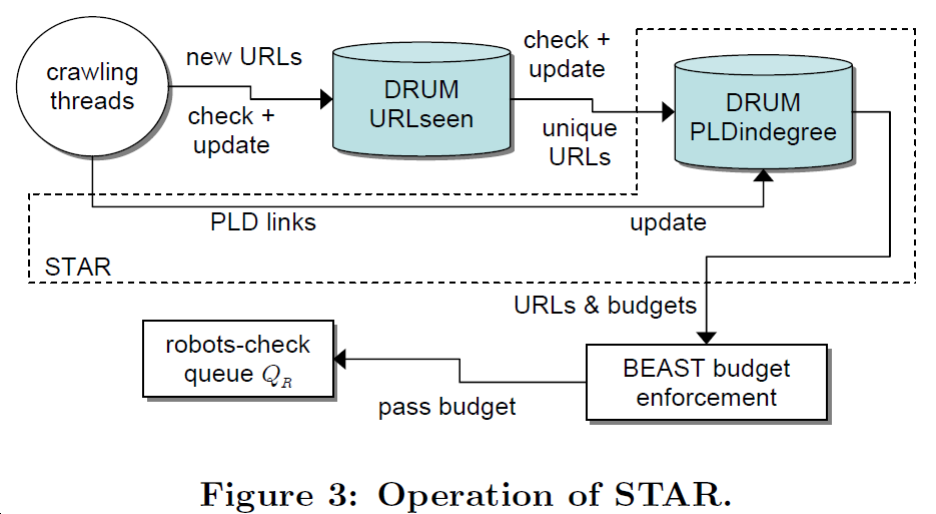 crawling
threads
new URLs
check +
update
DRUM
URLseen
check +
update
unique
URLs
DRUM
PLDindegree
PLD links
update
STAR
URLs & budgets
robots-check
queue Q_R
pass budget
BEAST budget
enforcement
Figure 3: Operation of STAR.